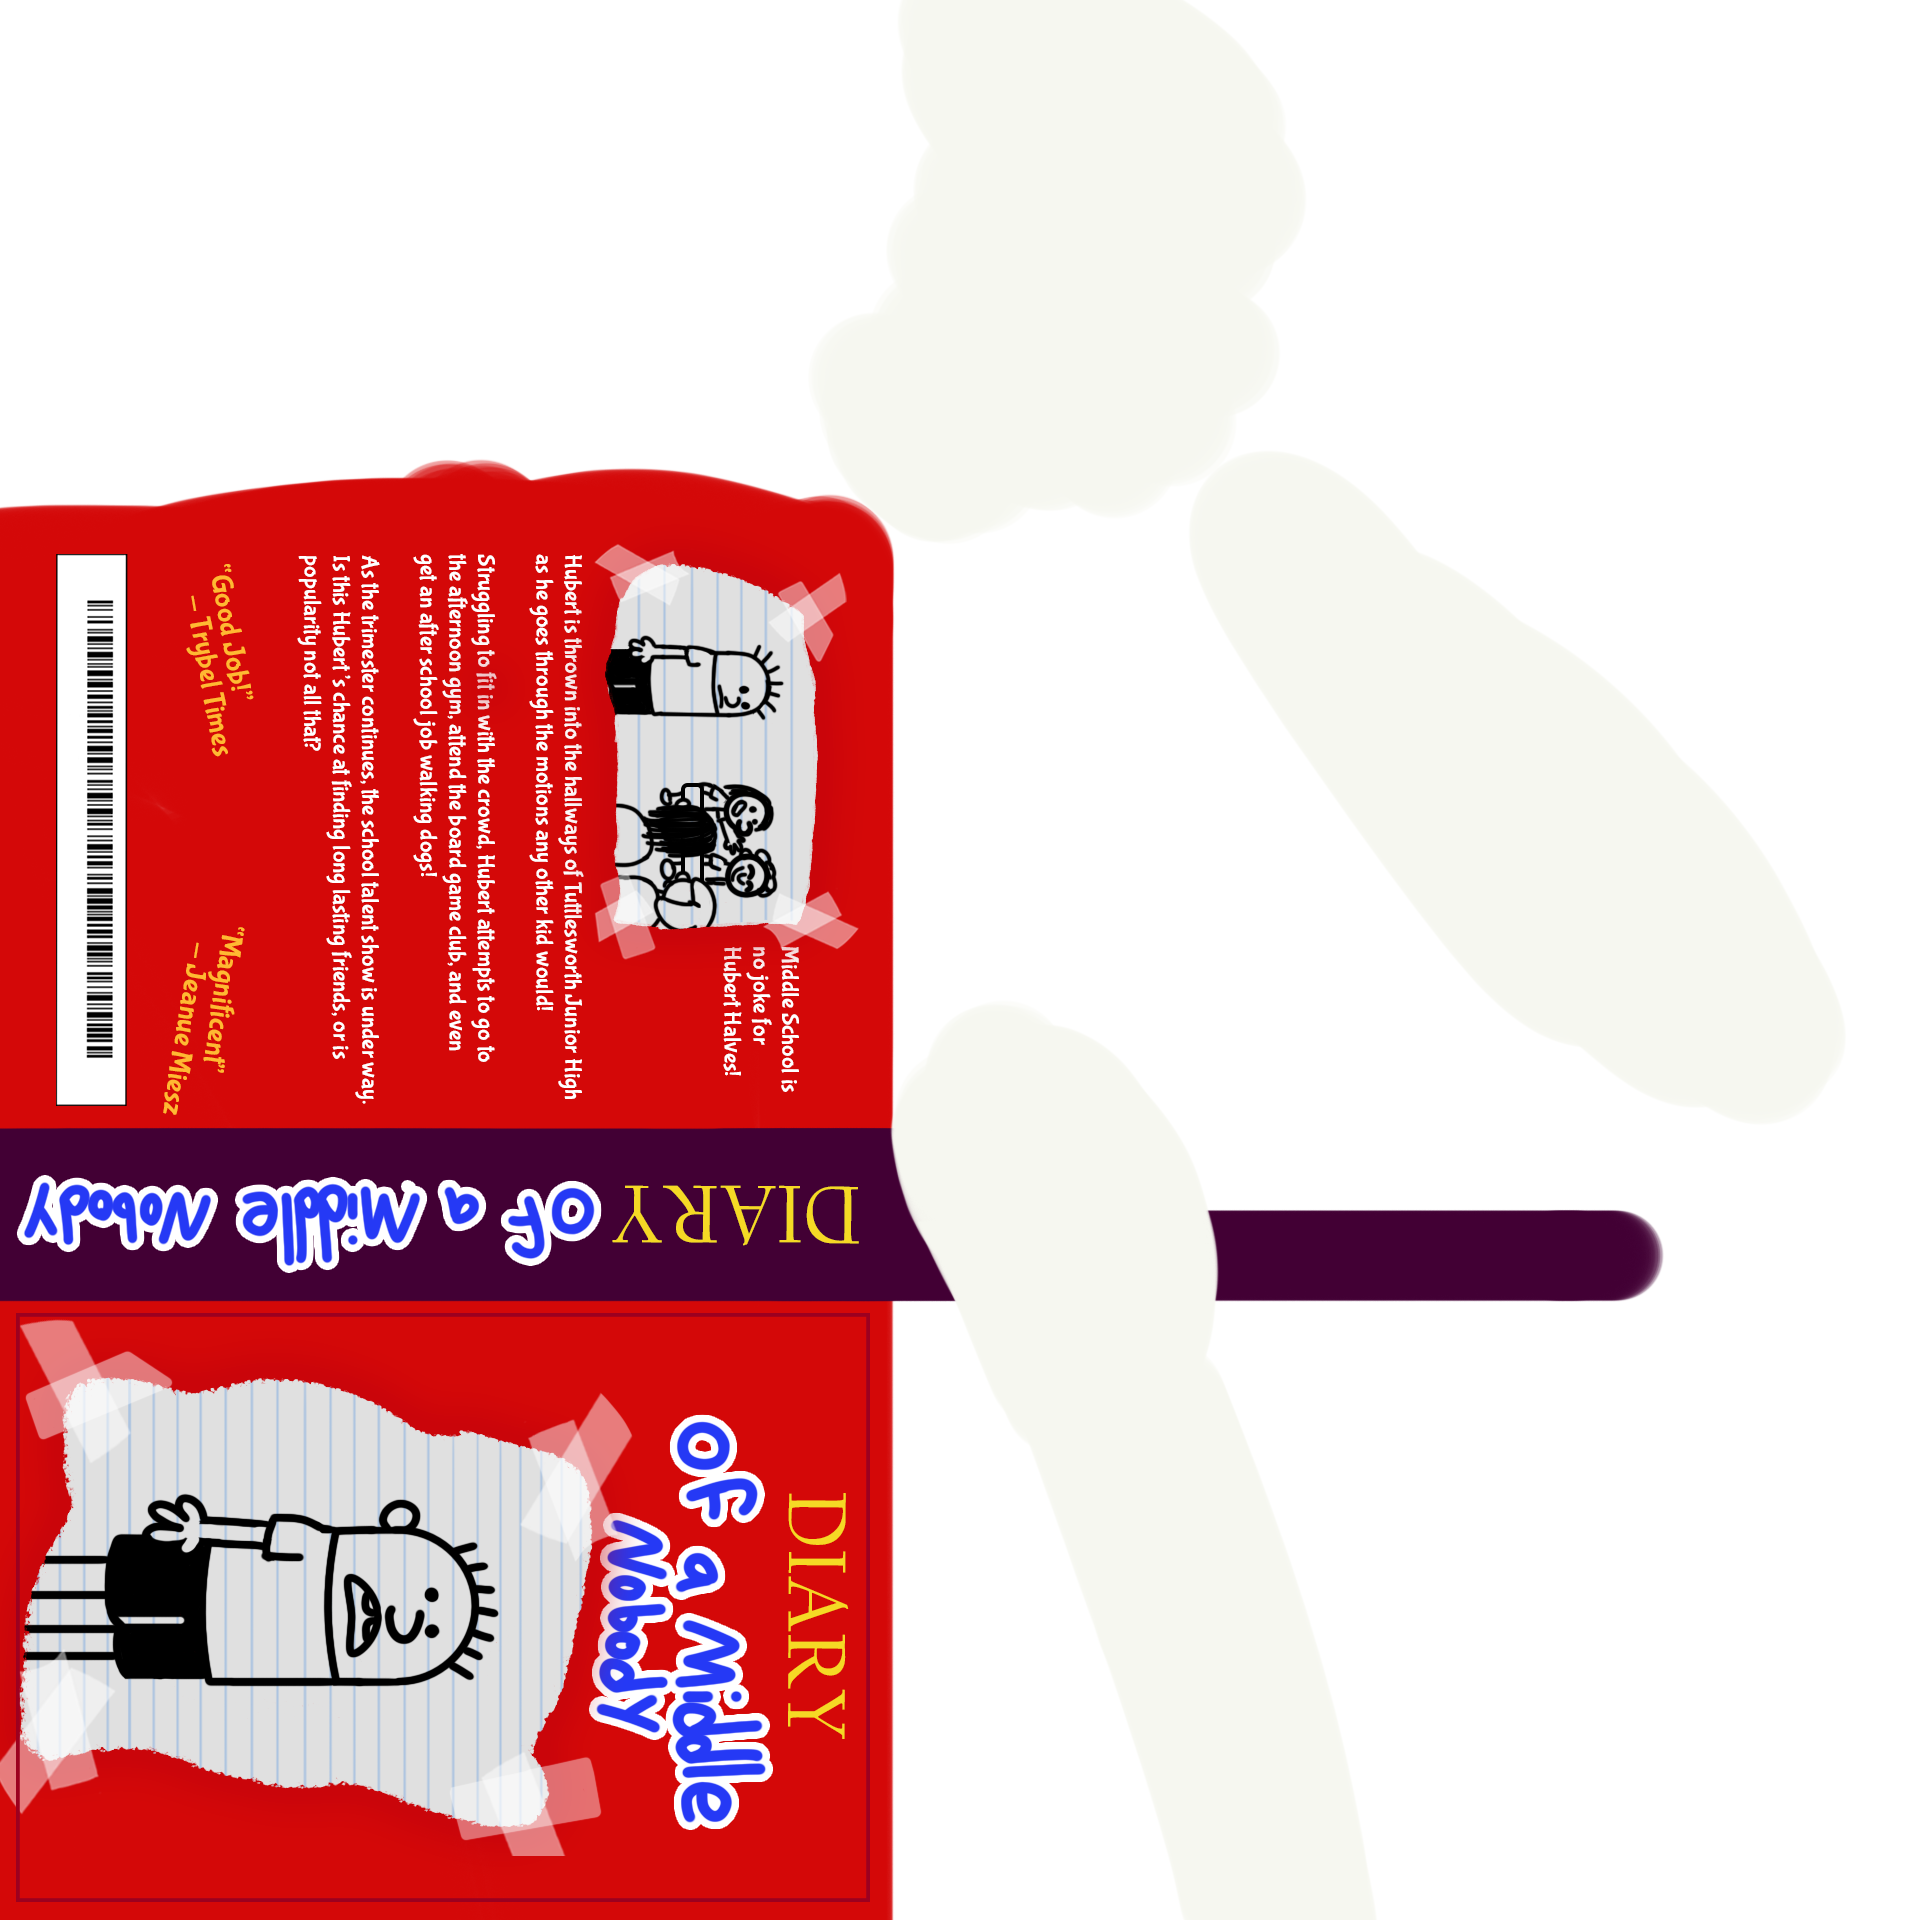 Middle School is
no joke for
Hubert Halves!
Hubert is thrown into the hallways of Tuttlesworth Junior High
as he goes through the motions any other kid would!
Struggling to fit in with the crowd, Hubert attempts to go to
the afternoon gym, attend the board game club, and even
get an after school job walking dogs!
As the trimester continues, the school talent show is under way.
Is this Hubert's chance at finding long lasting friends, or is
popularity not all that?
"Good Job!"
– Trybel Times
"Magnificent"
– Jeanue Miesz
DIARY of a Middle Nobody
DIARY
of a Middle
Nobody